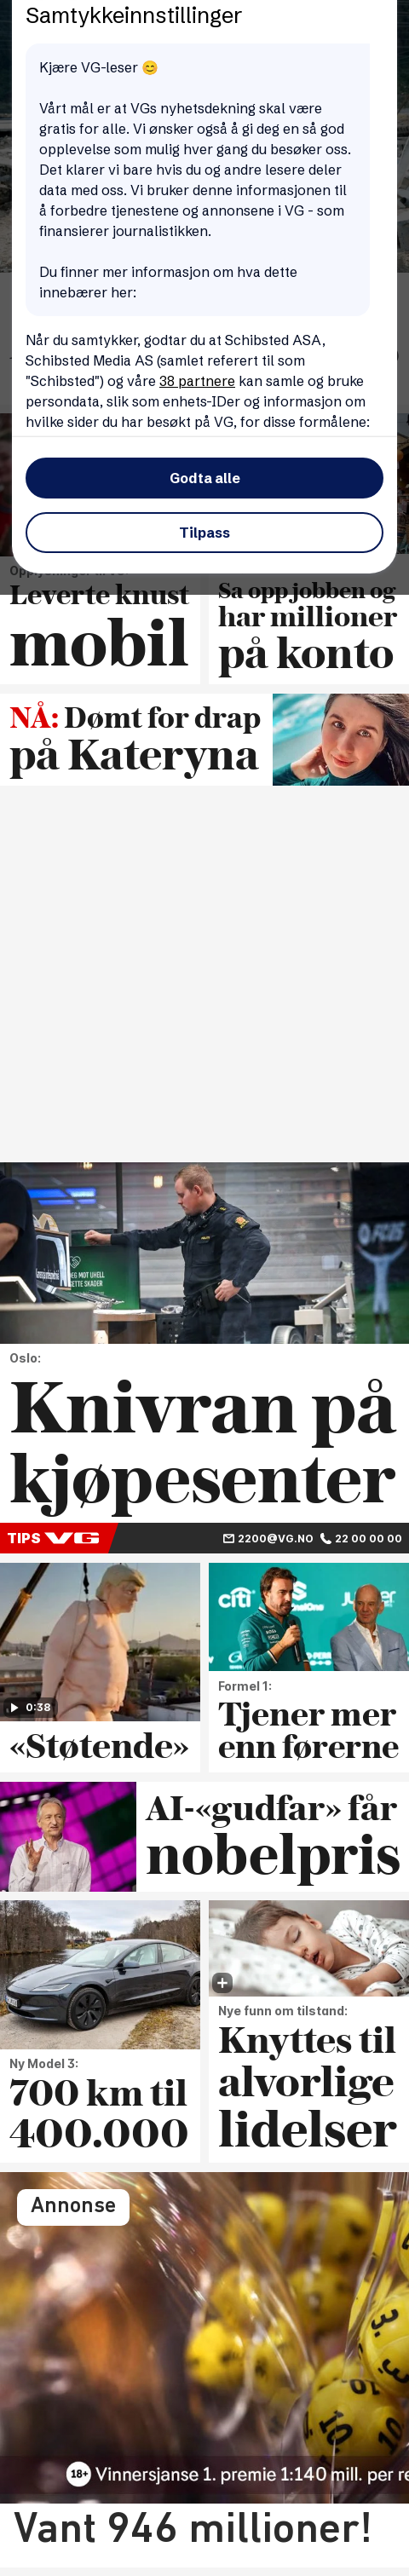 Samtykkeinnstillinger
Kjære VG-leser 😊
Vårt mål er at VGs nyhetsdekning skal være
gratis for alle. Vi ønsker også å gi deg en så god
opplevelse som mulig hver gang du besøker oss.
Det klarer vi bare hvis du og andre lesere deler
data med oss. Vi bruker denne informasjonen til
å forbedre tjenestene og annonsene i VG - som
finansierer journalistikken.
Du finner mer informasjon om hva dette
innebærer her:
Når du samtykker, godtar du at Schibsted ASA,
Schibsted Media AS (samlet referert til som
"Schibsted") og våre 38 partnere kan samle og bruke
persondata, slik som enhets-IDer og informasjon om
hvilke sider du har besøkt på VG, for disse formålene:
Godta alle
Tilpass
Leverte knust
mobil
Sa opp jobben og
har millioner
på konto
NÅ: Dømt for drap
på Kateryna
Oslo:
Knivran på
kjøpesenter
TIPS VG
2200@VG.NO 22 00 00 00
0:38
«Støtende»
citi
Formel 1:
Tjener mer
enn førerne
AI-«gudfar» får
nobelpris
Ny Model 3:
700 km til
400.000
Nye funn om tilstand:
Knyttes til
alvorlige
lidelser
Annonse
18+ Vinnersjanse 1. premie 1:140 mill. per re
Vant 946 millioner!